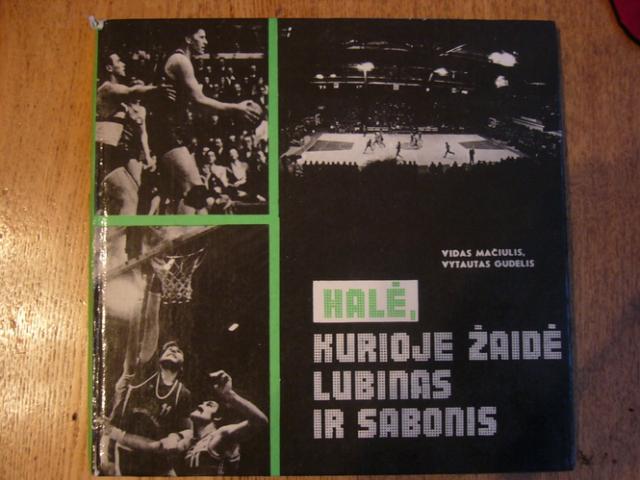 VIDAS MAČIULIS,
VYTAUTAS GUDELIS
HALĖ,
KURIOJE ŽAIDĖ
LUBINAS
IR SABONIS